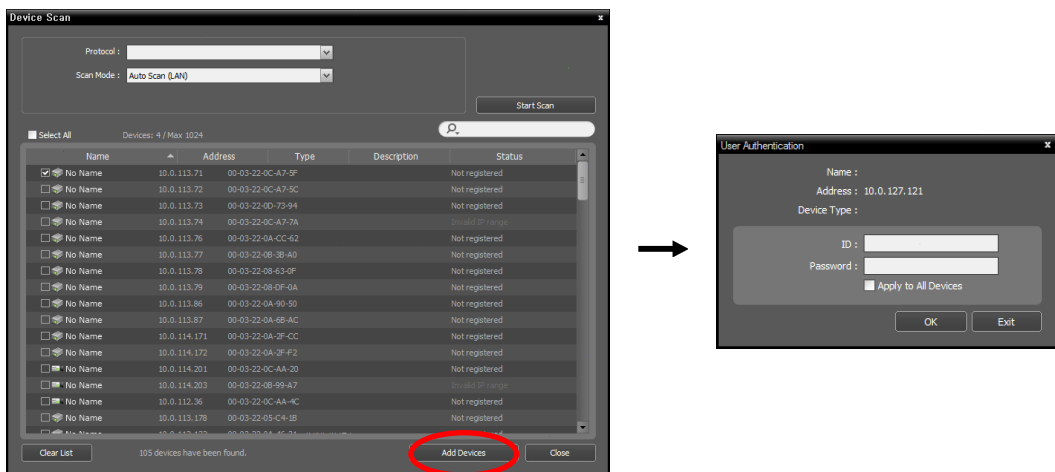 Device Scan x
Protocol :
Scan Mode : Auto Scan (LAN)
Start Scan
Select All Devices: 4 / Max 1024
Name Address Type Description Status
No Name 10.0.113.71 00-03-22-0C-A7-5F Not registered
No Name 10.0.113.72 00-03-22-0C-A7-5C Not registered
No Name 10.0.113.73 00-03-22-0D-73-94 Not registered
No Name 10.0.113.74 00-03-22-0C-A7-7A Invalid IP range
No Name 10.0.113.76 00-03-22-0A-CC-62 Not registered
No Name 10.0.113.77 00-03-22-08-3B-A0 Not registered
No Name 10.0.113.78 00-03-22-08-63-0F Not registered
No Name 10.0.113.79 00-03-22-08-DF-0A Not registered
No Name 10.0.113.86 00-03-22-0A-90-50 Not registered
No Name 10.0.113.87 00-03-22-0A-6B-AC Not registered
No Name 10.0.114.171 00-03-22-0A-2F-CC Not registered
No Name 10.0.114.172 00-03-22-0A-2F-F2 Not registered
No Name 10.0.114.201 00-03-22-0C-AA-20 Not registered
No Name 10.0.114.203 00-03-22-0B-99-A7 Invalid IP range
No Name 10.0.112.36 00-03-22-0C-AA-4C Not registered
No Name 10.0.113.178 00-03-22-05-C4-1B Not registered
Clear List 105 devices have been found. Add Devices Close
User Authentication x
Name :
Address : 10.0.127.121
Device Type :
ID :
Password :
Apply to All Devices
OK Exit